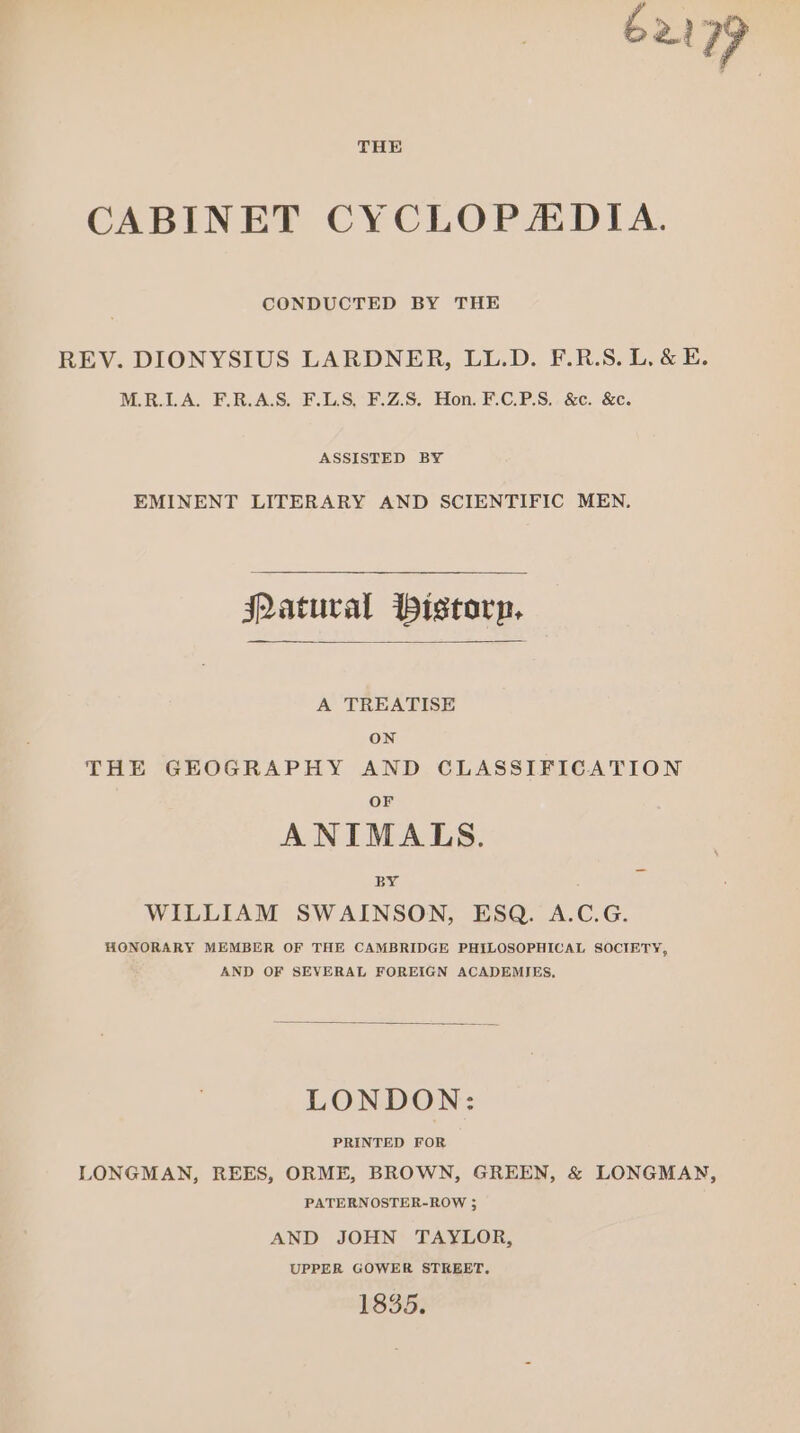 62179
THE
CABINET CYCLOPÆDIA.
CONDUCTED BY THE
REV. DIONYSIUS LARDNER, LL.D. F.R.S. L. & E.
M.R.I.A. F.R.A.S. F.L.S. F.Z.S. Hon. F.C.P.S. &c. &c.
ASSISTED BY
EMINENT LITERARY AND SCIENTIFIC MEN.
Natural History.
A TREATISE
ON
THE GEOGRAPHY AND CLASSIFICATION
OF
ANIMALS.
BY
WILLIAM SWAINSON, ESQ. A.C.G.
HONORARY MEMBER OF THE CAMBRIDGE PHILOSOPHICAL SOCIETY,
AND OF SEVERAL FOREIGN ACADEMIES.
LONDON:
PRINTED FOR
LONGMAN, REES, ORME, BROWN, GREEN, & LONGMAN,
PATERNOSTER-ROW ;
AND JOHN TAYLOR,
UPPER GOWER STREET.
1835.